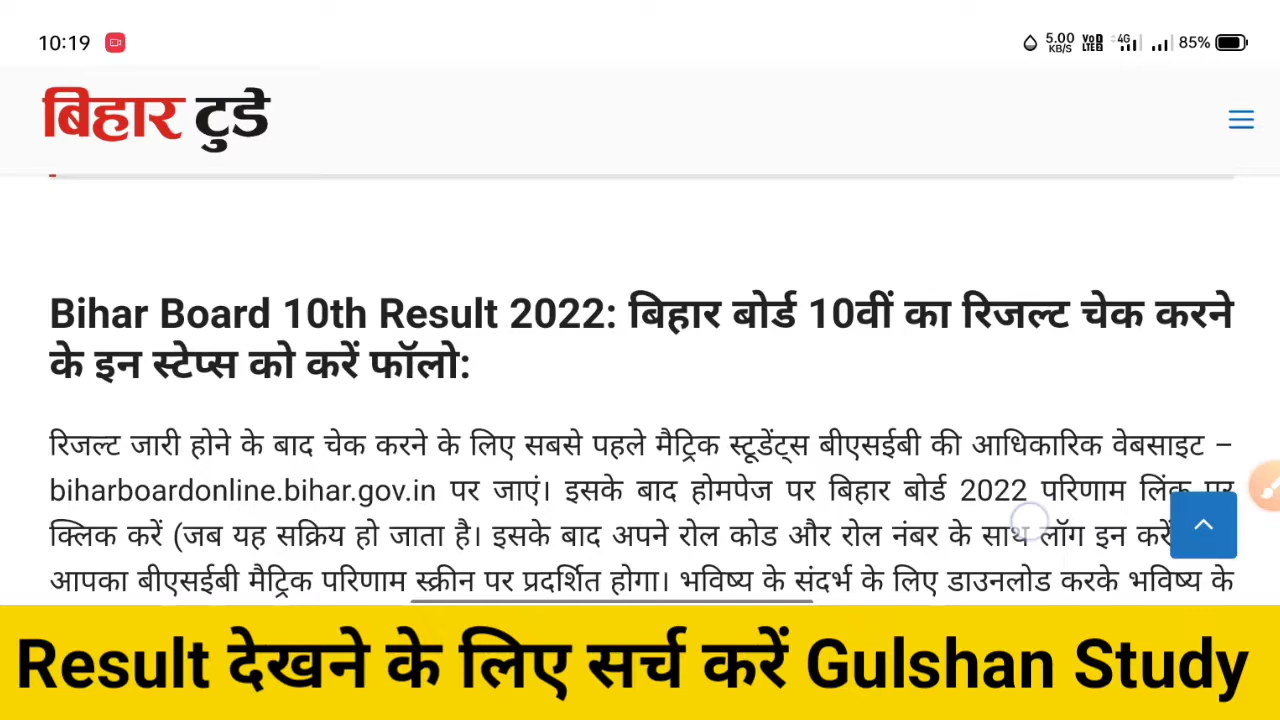 10:19
5.00 KB/S VoD LTE2 4G 85%
बिहार टुडे
Bihar Board 10th Result 2022: बिहार बोर्ड 10वीं का रिजल्ट चेक करने
के इन स्टेप्स को करें फॉलो:
रिजल्ट जारी होने के बाद चेक करने के लिए सबसे पहले मैट्रिक स्टूडेंट्स बीएसईबी की आधिकारिक वेबसाइट –
biharboardonline.bihar.gov.in पर जाएं। इसके बाद होमपेज पर बिहार बोर्ड 2022 परिणाम लिंक पर
क्लिक करें (जब यह सक्रिय हो जाता है। इसके बाद अपने रोल कोड और रोल नंबर के साथ लॉग इन करें
आपका बीएसईबी मैट्रिक परिणाम स्क्रीन पर प्रदर्शित होगा। भविष्य के संदर्भ के लिए डाउनलोड करके भविष्य के
Result देखने के लिए सर्च करें Gulshan Study